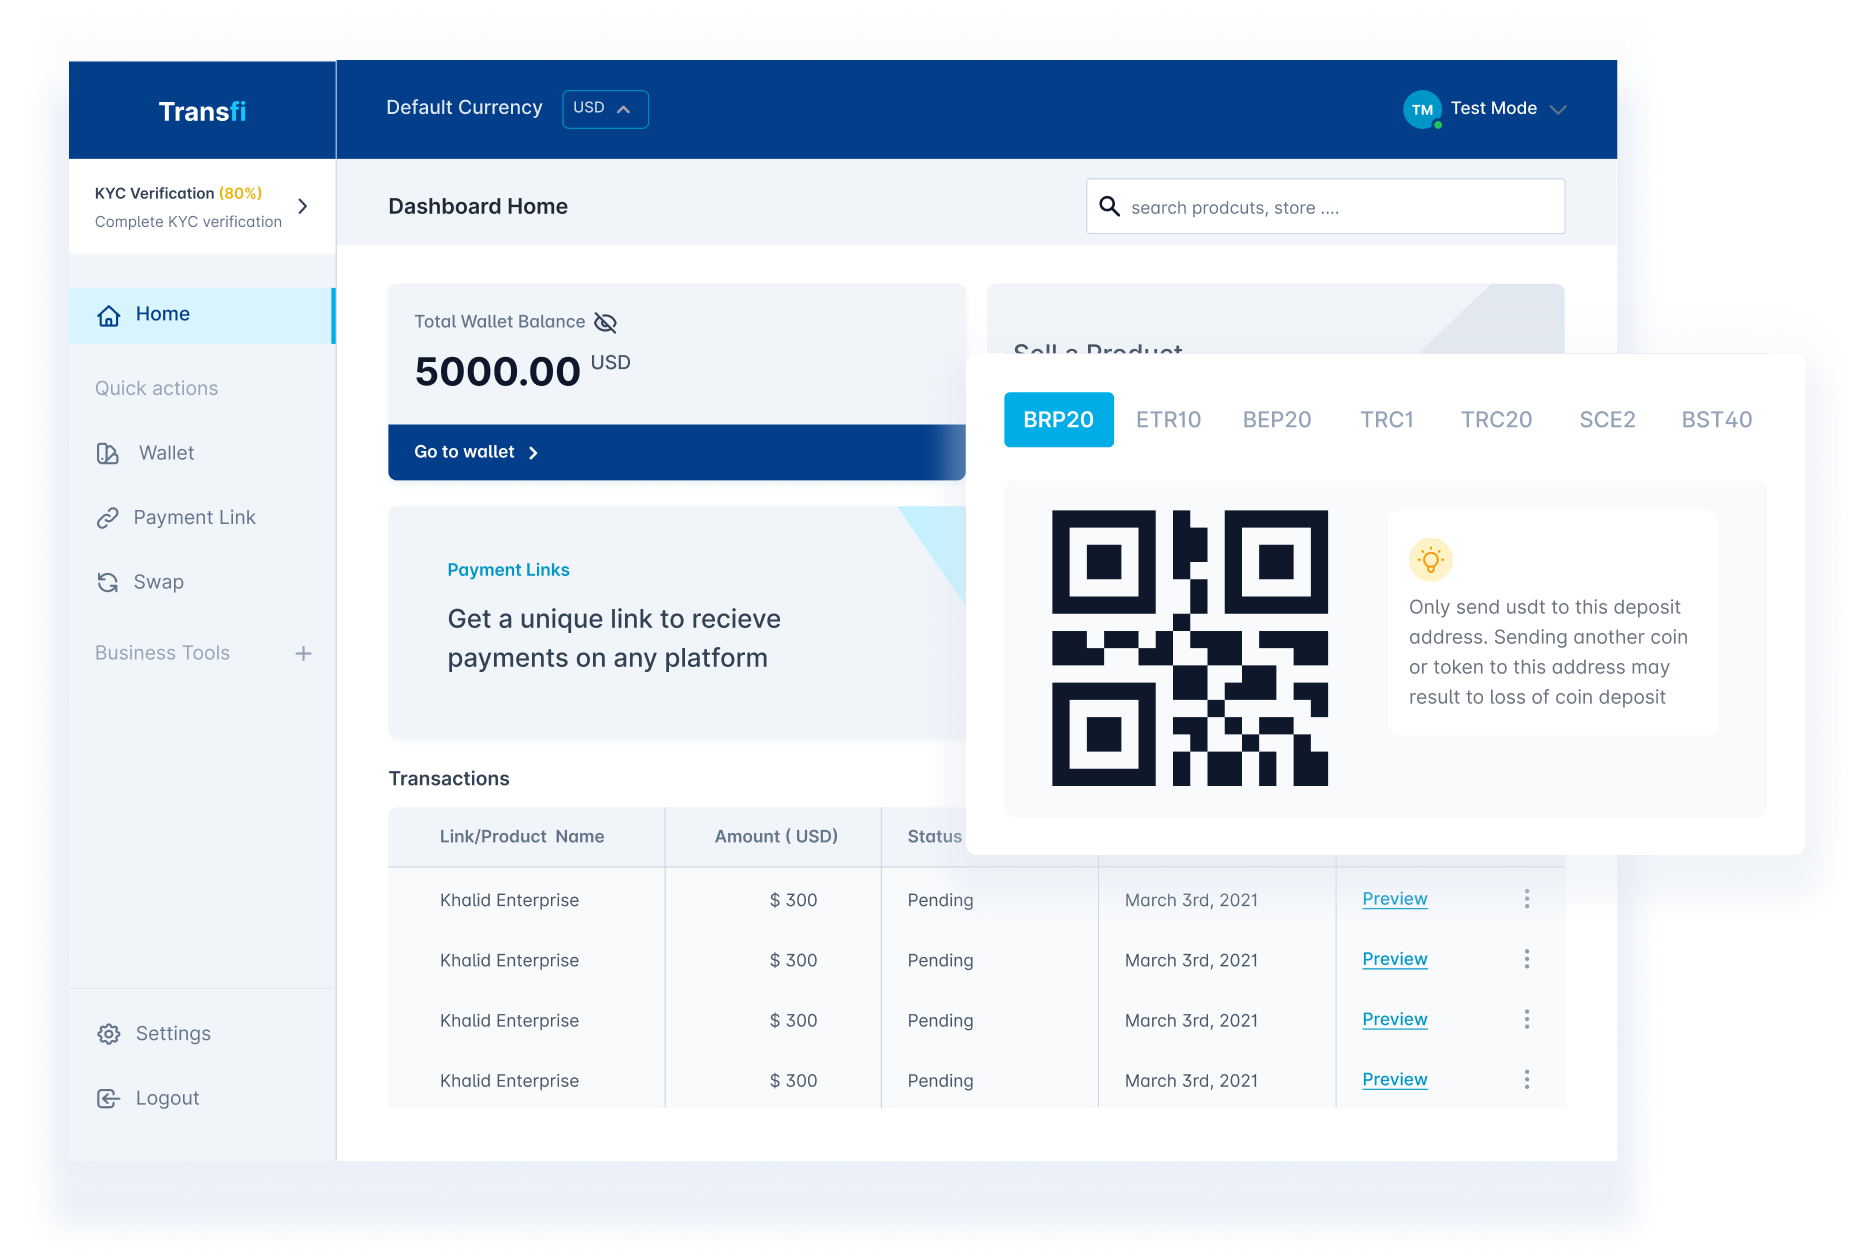 Transfi
Default Currency
USD
TM
Test Mode
KYC Verification (80%)
Complete KYC verification
Dashboard Home
search prodcuts, store ....
Home
Quick actions
Wallet
Payment Link
Swap
Business Tools
Settings
Logout
Total Wallet Balance
5000.00 USD
Go to wallet
Sell a Product
Payment Links
Get a unique link to recieve
payments on any platform
BRP20 ETR10 BEP20 TRC1 TRC20 SCE2 BST40
Only send usdt to this deposit
address. Sending another coin
or token to this address may
result to loss of coin deposit
Transactions
Link/Product Name Amount ( USD) Status
Khalid Enterprise $ 300 Pending March 3rd, 2021 Preview
Khalid Enterprise $ 300 Pending March 3rd, 2021 Preview
Khalid Enterprise $ 300 Pending March 3rd, 2021 Preview
Khalid Enterprise $ 300 Pending March 3rd, 2021 Preview